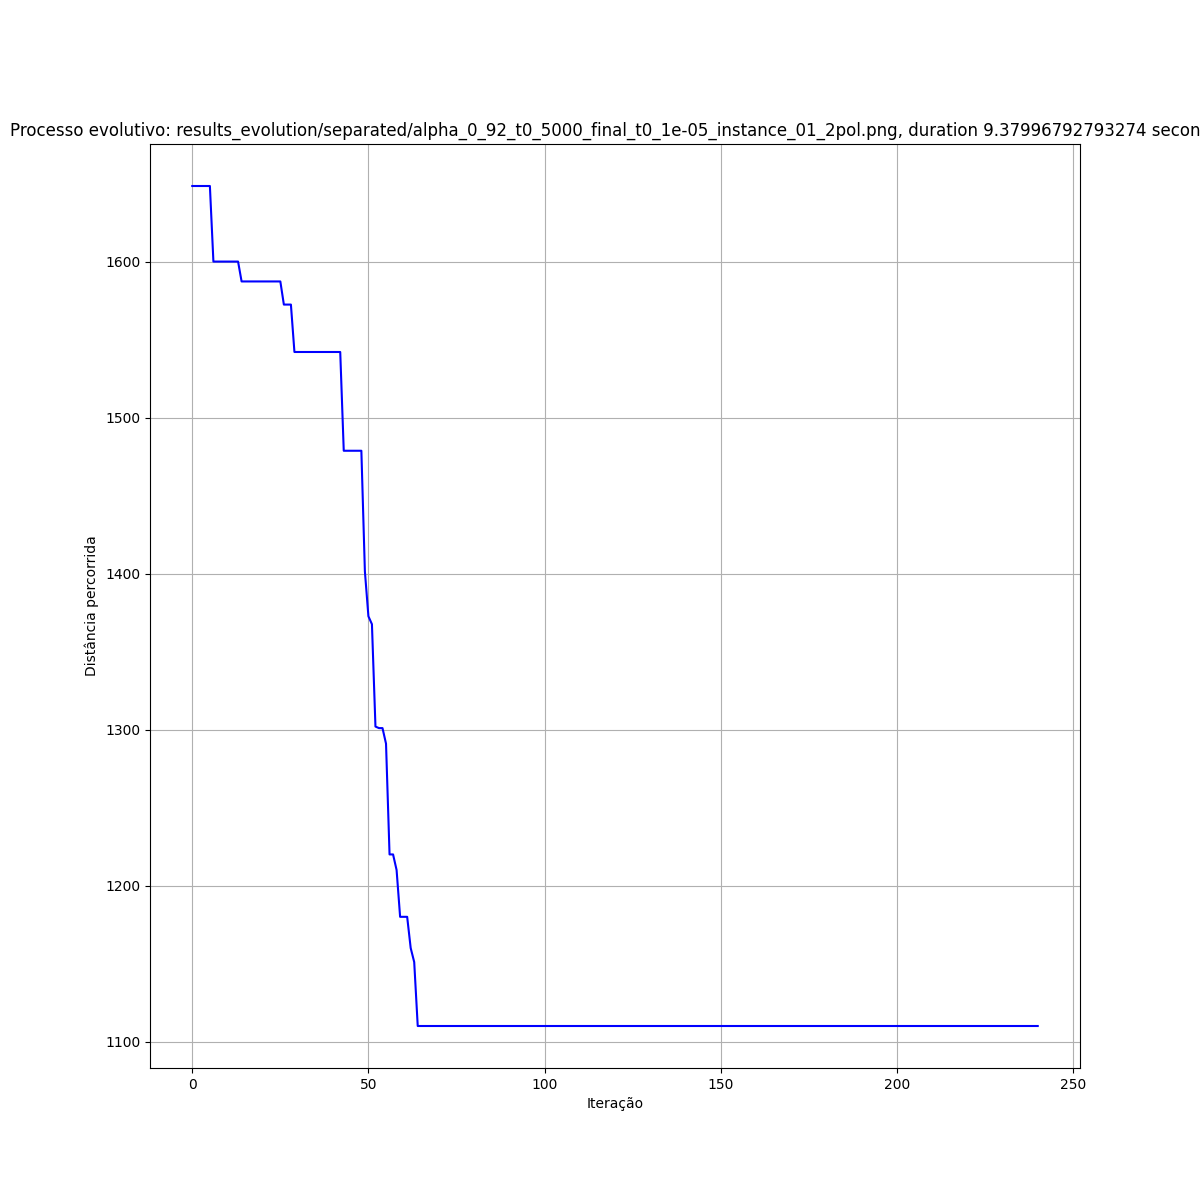 Processo evolutivo: results_evolution/separated/alpha_0_92_t0_5000_final_t0_1e-05_instance_01_2pol.png, duration 9.37996792793274 secon
1600
1500
1400
1300
1200
1100
Distância percorrida
0 50 100 150 200 250
Iteração